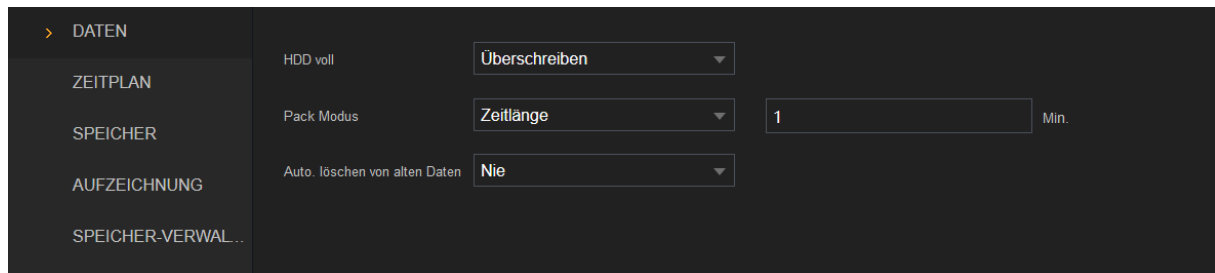 DATEN
ZEITPLAN
SPEICHER
AUFZEICHNUNG
SPEICHER-VERWAL...
HDD voll Überschreiben
Pack Modus Zeitlänge 1 Min.
Auto. löschen von alten Daten Nie